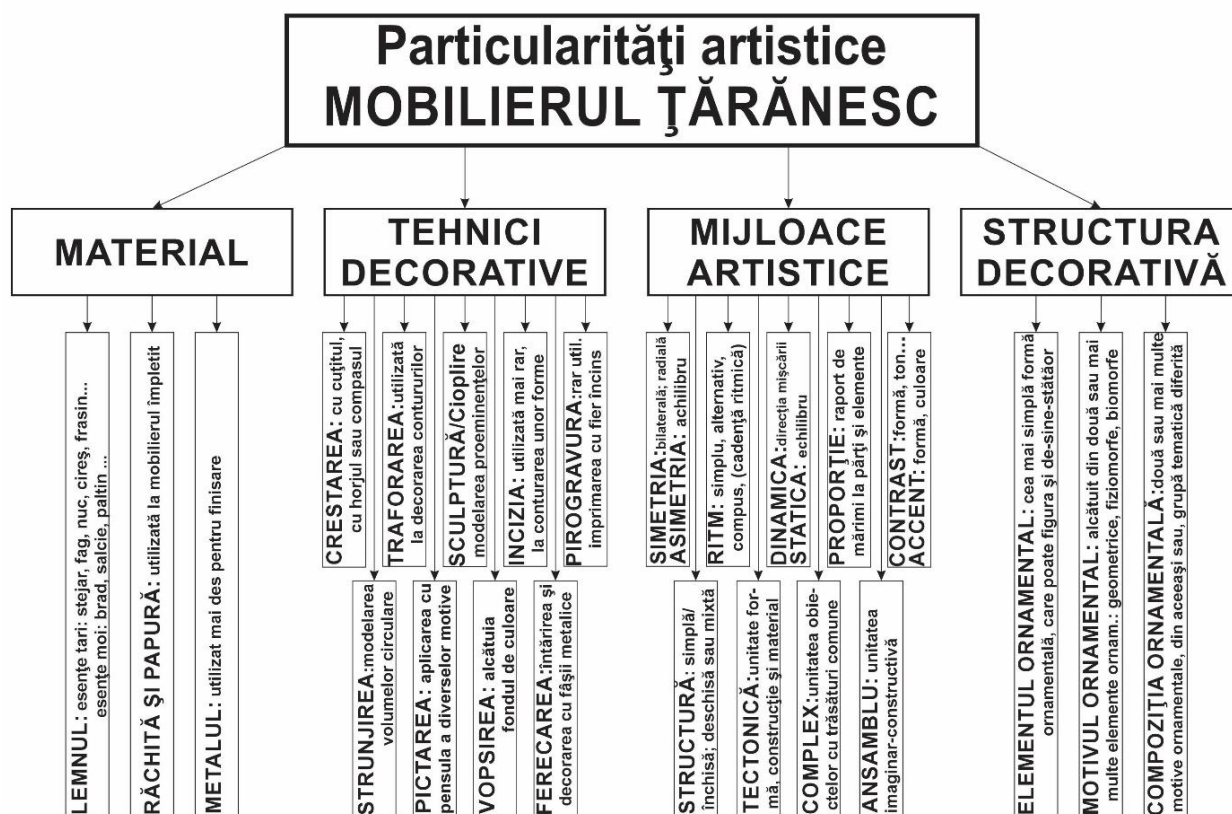 Particularităţi artistice
MOBILIERUL ŢĂRĂNESC
MATERIAL
LEMNUL: esenţe tari: stejar, fag, nuc, cireş, frasin...
esenţe moi: brad, salcie, paltin ...
RĂCHITĂ ŞI PAPURĂ: utilizată la mobilierul împletit
METALUL: utilizat mai des pentru finisare
TEHNICI
DECORATIVE
CRESTAREA: cu cuţitul,
cu horjul sau compasul
STRUNJIREA:modelarea
volumelor circulare
TRAFORAREA:utilizată
la decorarea contururilor
PICTAREA: aplicarea cu
pensula a diverselor motive
SCULPTURĂ/Cioplire
modelarea proeminenţelor
VOPSIREA: alcătuia
fondul de culoare
INCIZIA: utilizată mai rar,
la conturarea unor forme
FERECAREA:întărirea şi
decorarea cu fâşii metalice
PIROGRAVURA:rar util.
imprimarea cu fier încins
MIJLOACE
ARTISTICE
SIMETRIA:bilaterală; radială
ASIMETRIA: achilibru
STRUCTURĂ: simplă/
închisă; deschisă sau mixtă
RITM: simplu, alternativ,
compus, (cadenţă ritmică)
TECTONICĂ:unitate for-
mă, construcţie şi material
DINAMICA:direcţia mişcării
STATICA: echilibru
COMPLEX:unitatea obie-
ctelor cu trăsături comune
PROPORŢIE: raport de
mărimi la părţi şi elemente
ANSAMBLU: unitatea
imaginar-constructivă
CONTRAST:formă, ton...
ACCENT: formă, culoare
STRUCTURA
DECORATIVĂ
ELEMENTUL ORNAMENTAL: cea mai simplă formă
ornamentală, care poate figura şi de-sine-stătăor
MOTIVUL ORNAMENTAL: alcătuit din două sau mai
multe elemente ornam.: geometrice, fiziomorfe, biomorfe
COMPOZIŢIA ORNAMENTALĂ:două sau mai multe
motive ornamentale, din aceeaşi sau, grupă tematică diferită